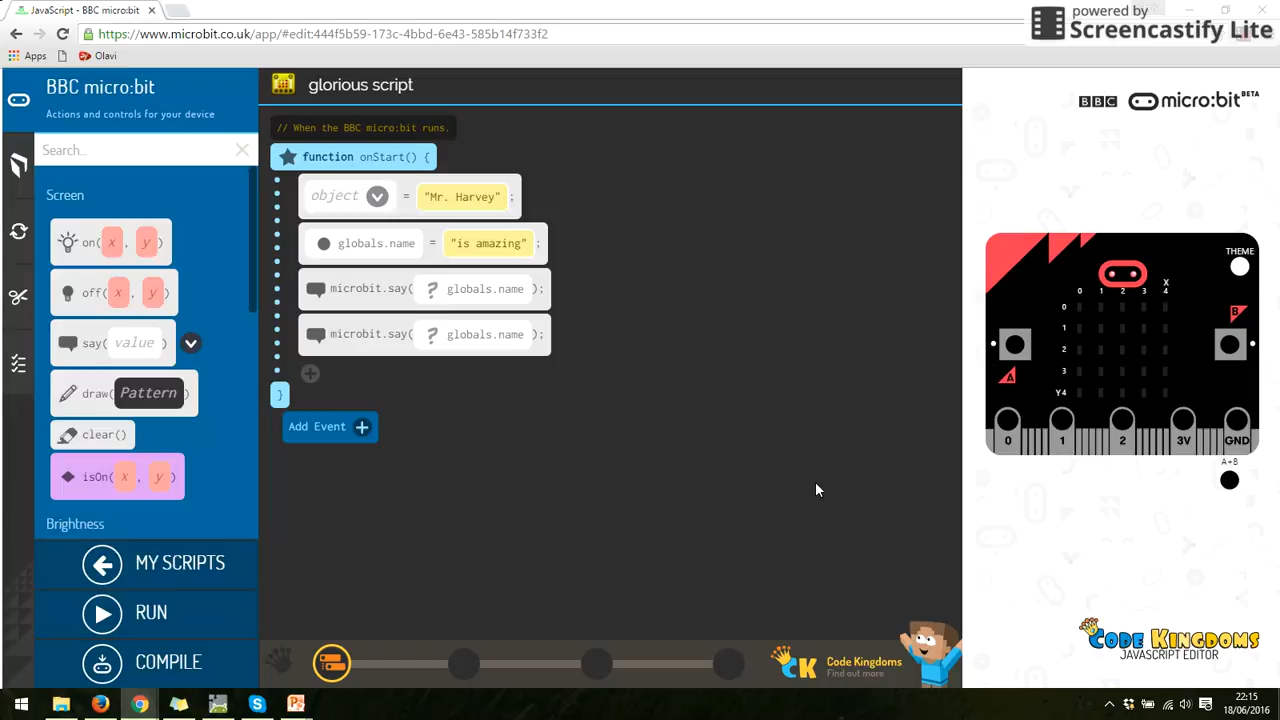 JavaScript - BBC micro:bit
powered by
Screencastify Lite
https://www.microbit.co.uk/app/#edit:444f5b59-173c-4bbd-6e43-585b14f733f2
Apps
Olavi
BBC micro:bit
Actions and controls for your device
Search...
Screen
on( x , y )
off( x , y )
say( value )
draw( Pattern )
clear()
isOn( x , y )
Brightness
MY SCRIPTS
RUN
COMPILE
glorious script
// When the BBC micro:bit runs.
function onStart() {
object = "Mr. Harvey" ;
globals.name = "is amazing" ;
microbit.say( ? globals.name );
microbit.say( ? globals.name );
}
Add Event +
CK Code Kingdoms
Find out more
BBC micro:bit BETA
THEME
X
0 1 2 3 4
0
1
2
3
Y4
A
B
0 1 2 3V GND
A+B
CODE KINGDOMS
JAVASCRIPT EDITOR
22:15
18/06/2016